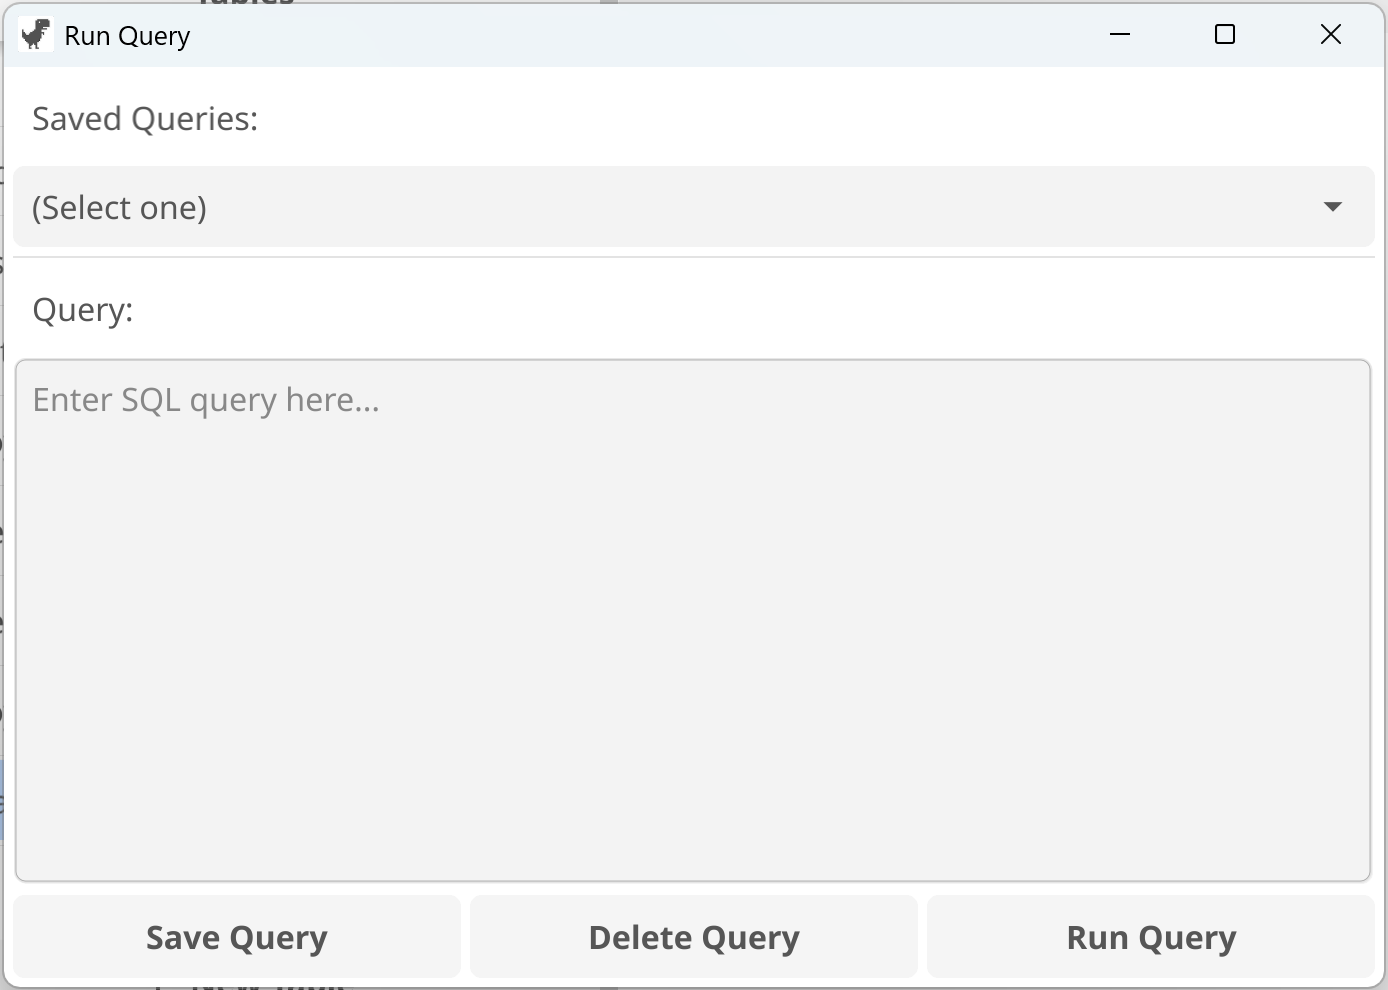 Run Query
Saved Queries:
(Select one)
Query:
Enter SQL query here...
Save Query
Delete Query
Run Query